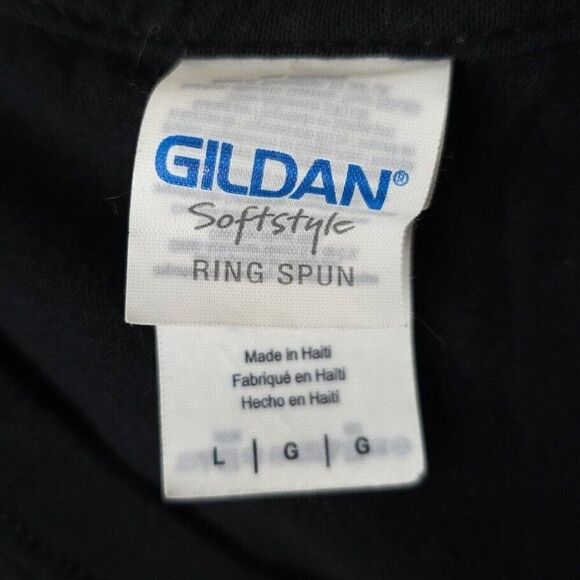 GILDAN®
Softstyle
RING SPUN
Made in Haiti
Fabriqué en Haïti
Hecho en Haití
L | G | G